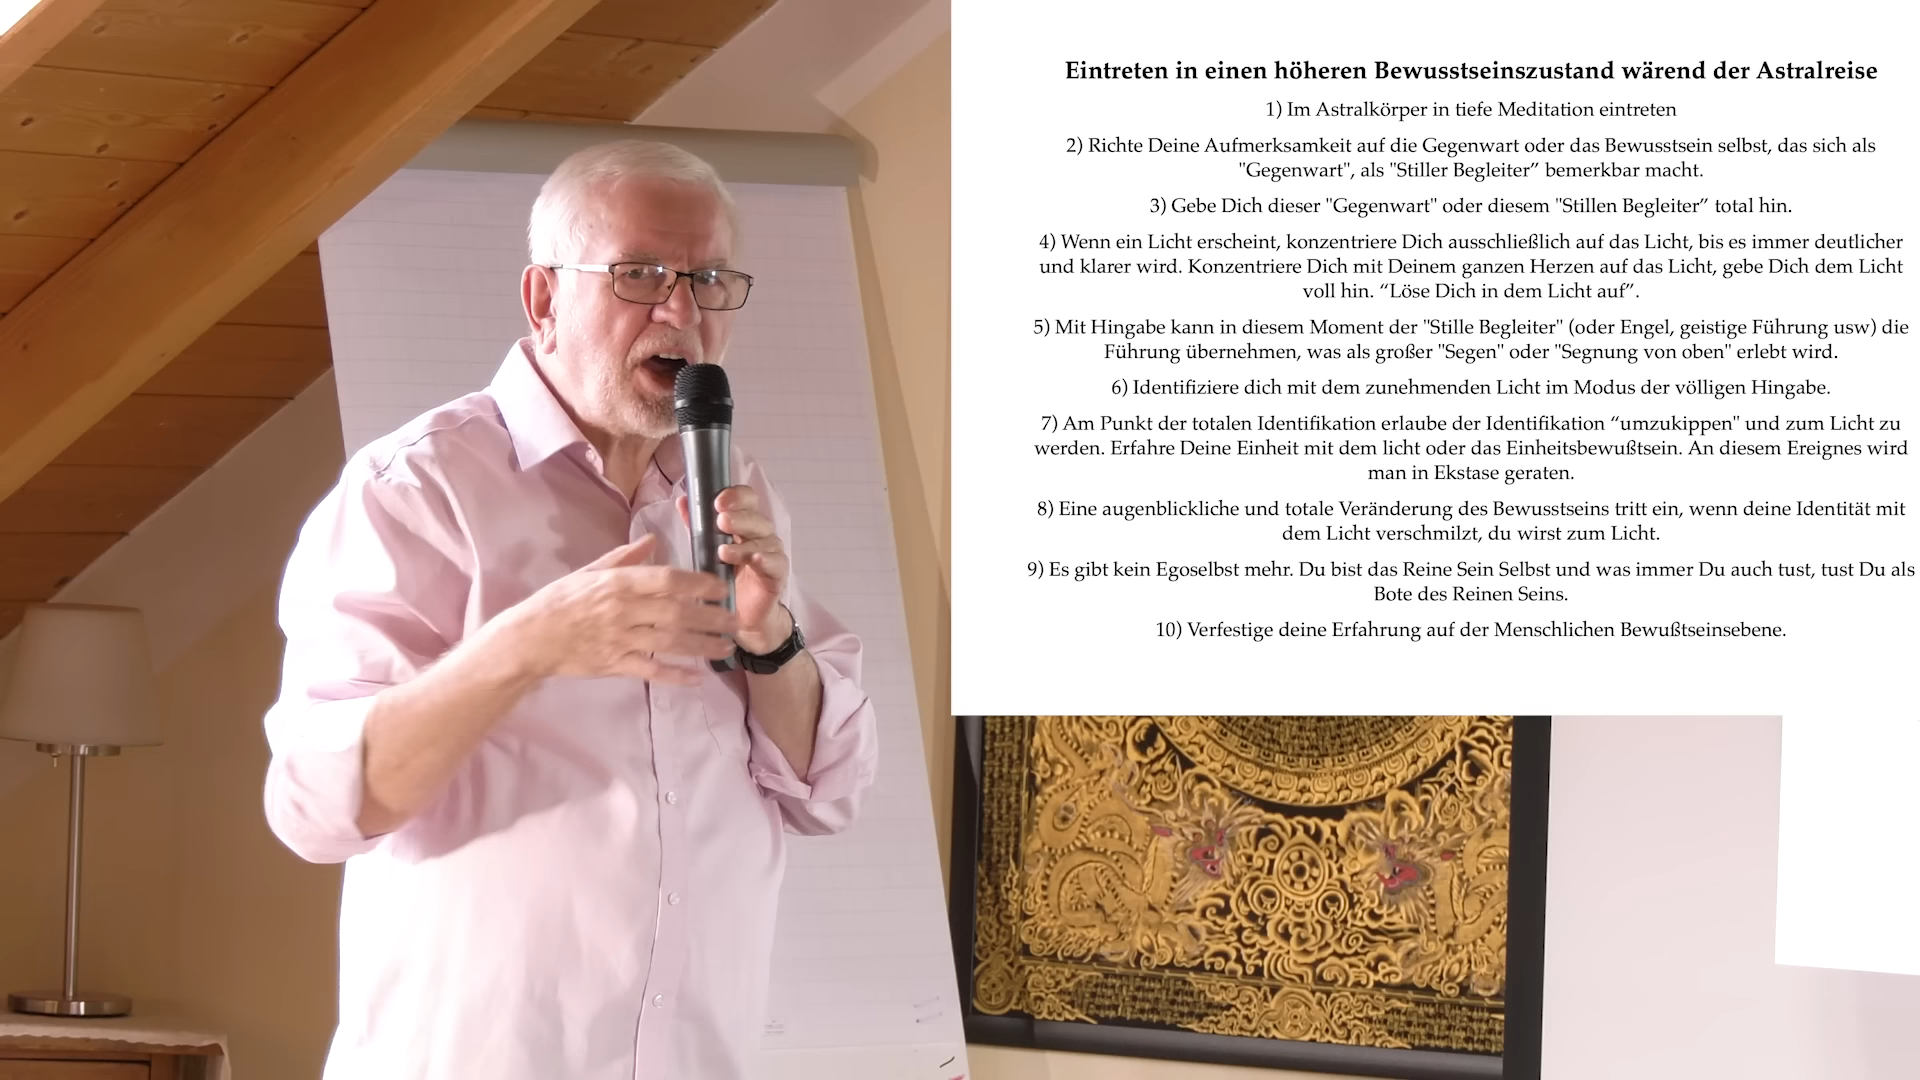 Eintreten in einen höheren Bewusstseinszustand wärend der Astralreise
1) Im Astralkörper in tiefe Meditation eintreten
2) Richte Deine Aufmerksamkeit auf die Gegenwart oder das Bewusstsein selbst, das sich als
"Gegenwart", als "Stiller Begleiter” bemerkbar macht.
3) Gebe Dich dieser "Gegenwart" oder diesem "Stillen Begleiter” total hin.
4) Wenn ein Licht erscheint, konzentriere Dich ausschließlich auf das Licht, bis es immer deutlicher
und klarer wird. Konzentriere Dich mit Deinem ganzen Herzen auf das Licht, gebe Dich dem Licht
voll hin. “Löse Dich in dem Licht auf”.
5) Mit Hingabe kann in diesem Moment der "Stille Begleiter" (oder Engel, geistige Führung usw) die
Führung übernehmen, was als großer "Segen" oder "Segnung von oben" erlebt wird.
6) Identifiziere dich mit dem zunehmenden Licht im Modus der völligen Hingabe.
7) Am Punkt der totalen Identifikation erlaube der Identifikation “umzukippen" und zum Licht zu
werden. Erfahre Deine Einheit mit dem licht oder das Einheitsbewußtsein. An diesem Ereignes wird
man in Ekstase geraten.
8) Eine augenblickliche und totale Veränderung des Bewusstseins tritt ein, wenn deine Identität mit
dem Licht verschmilzt, du wirst zum Licht.
9) Es gibt kein Egoselbst mehr. Du bist das Reine Sein Selbst und was immer Du auch tust, tust Du als
Bote des Reinen Seins.
10) Verfestige deine Erfahrung auf der Menschlichen Bewußtseinsebene.